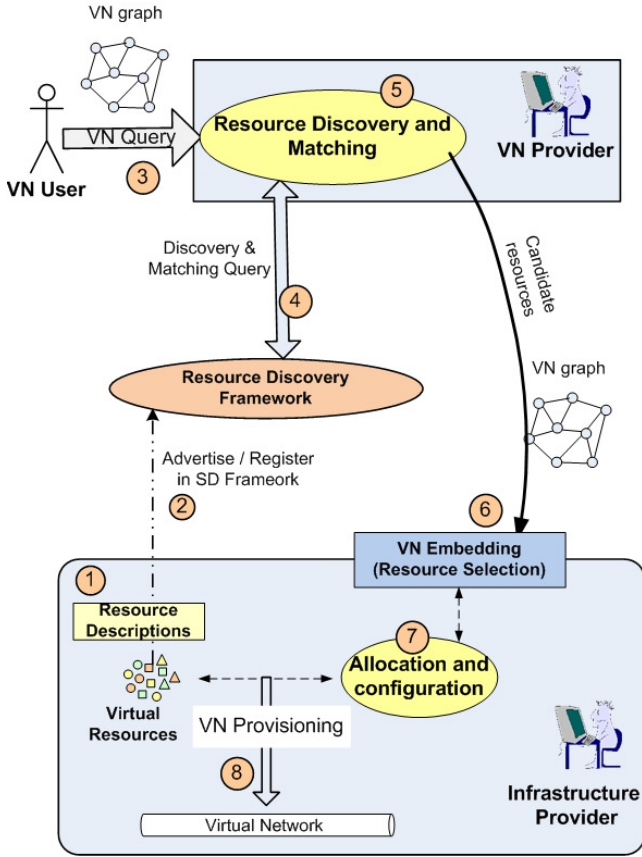 VN graph
5
Resource Discovery and
Matching
VN Provider
VN Query
3
VN User
Discovery &
Matching Query
4
Candidate
resources
Resource Discovery
Framework
VN graph
Advertise / Register
in SD Frameork
2
6
VN Embedding
(Resource Selection)
1
Resource
Descriptions
7
Allocation and
configuration
Virtual
Resources
VN Provisioning
8
Infrastructure
Provider
Virtual Network